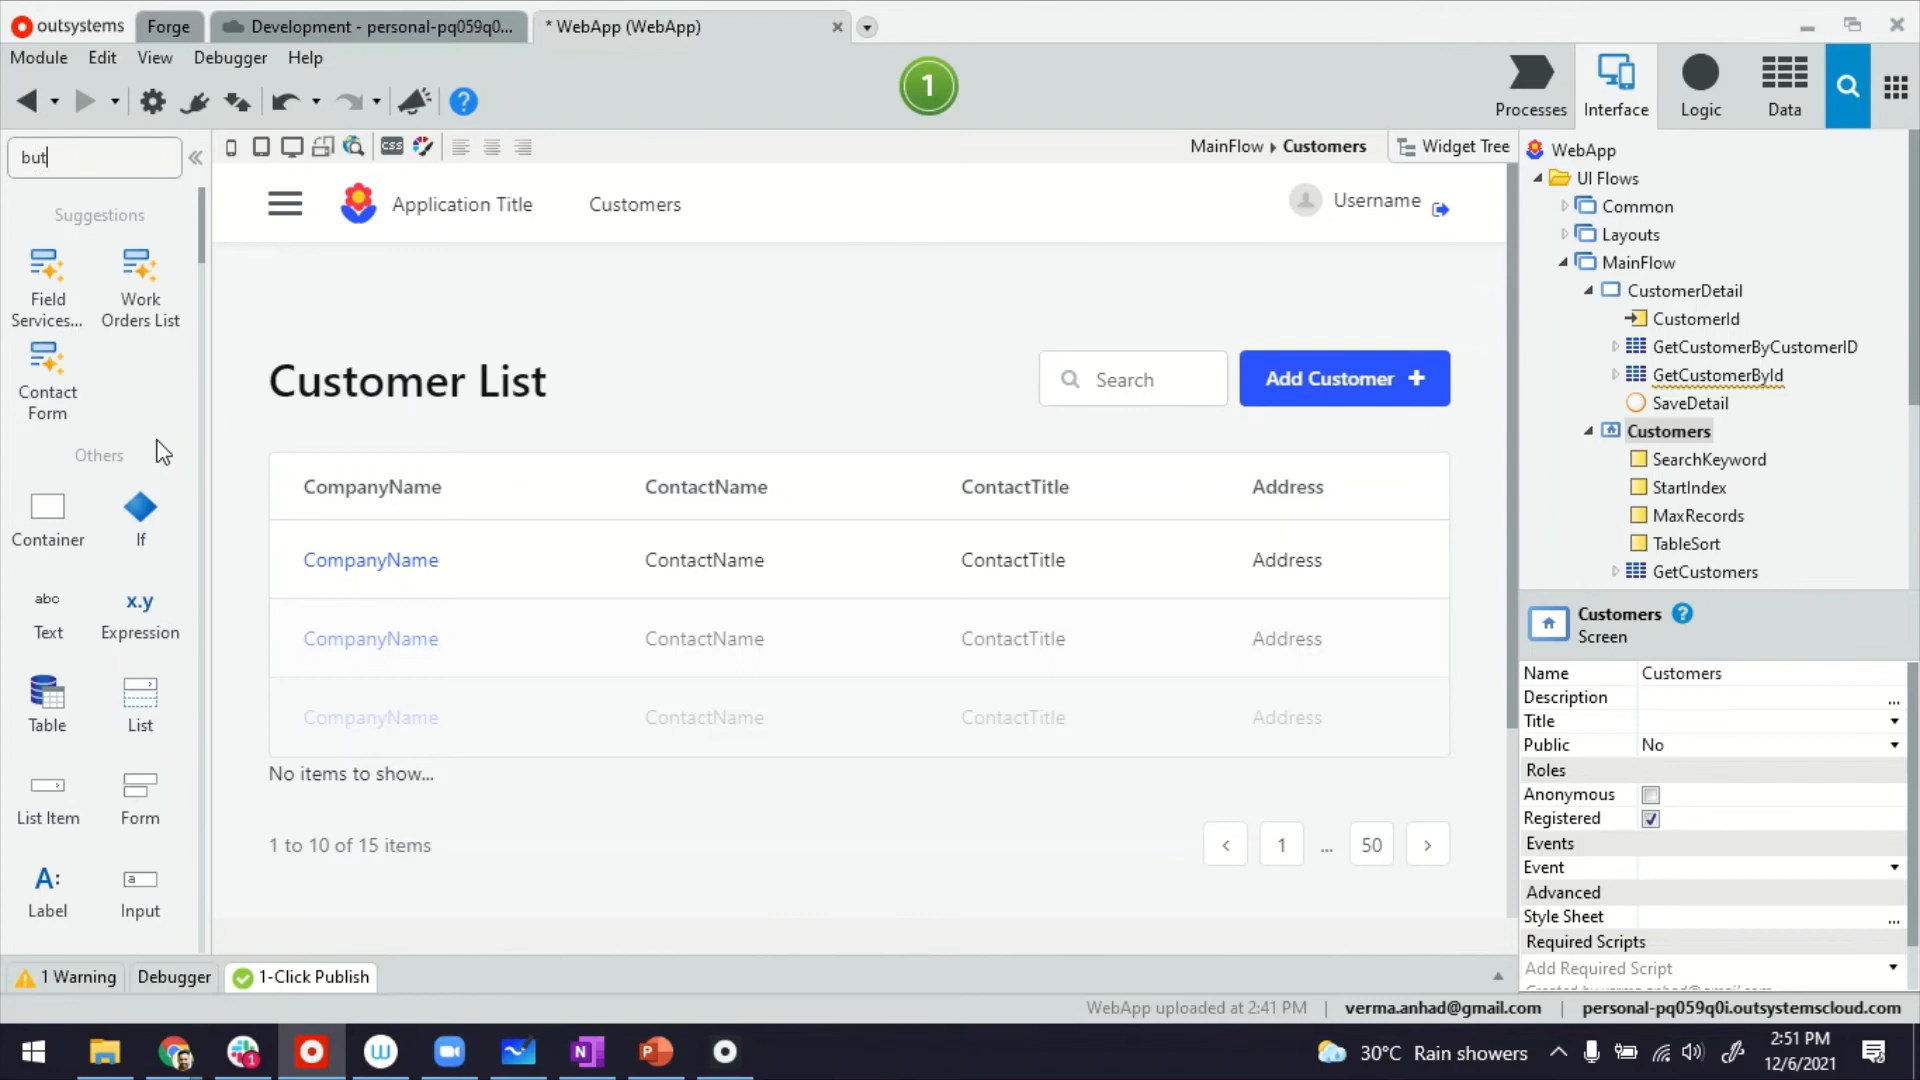 outsystems
Forge
Development - personal-pq059q0...
* WebApp (WebApp)
Module
Edit
View
Debugger
Help
1
Processes
Interface
Logic
Data
but
CSS
MainFlow
Customers
Widget Tree
Suggestions
Field
Services...
Work
Orders List
Contact
Form
Others
Container
If
abc
Text
x.y
Expression
Table
List
List Item
Form
A:
Label
a
Input
Application Title
Customers
Username
Customer List
Search
Add Customer
CompanyName
ContactName
ContactTitle
Address
CompanyName
ContactName
ContactTitle
Address
CompanyName
ContactName
ContactTitle
Address
CompanyName
ContactName
ContactTitle
Address
No items to show...
1 to 10 of 15 items
< 1 ... 50 >
WebApp
UI Flows
Common
Layouts
MainFlow
CustomerDetail
CustomerId
GetCustomerByCustomerID
GetCustomerById
SaveDetail
Customers
SearchKeyword
StartIndex
MaxRecords
TableSort
GetCustomers
Customers
?
Screen
Name Customers
Description ...
Title
Public No
Roles
Anonymous
Registered
Events
Event
Advanced
Style Sheet ...
Required Scripts
Add Required Script
Created by verma.anhad@gmail.com
1 Warning
Debugger
1-Click Publish
WebApp uploaded at 2:41 PM | verma.anhad@gmail.com | personal-pq059q0i.outsystemscloud.com
30°C Rain showers
2:51 PM
12/6/2021